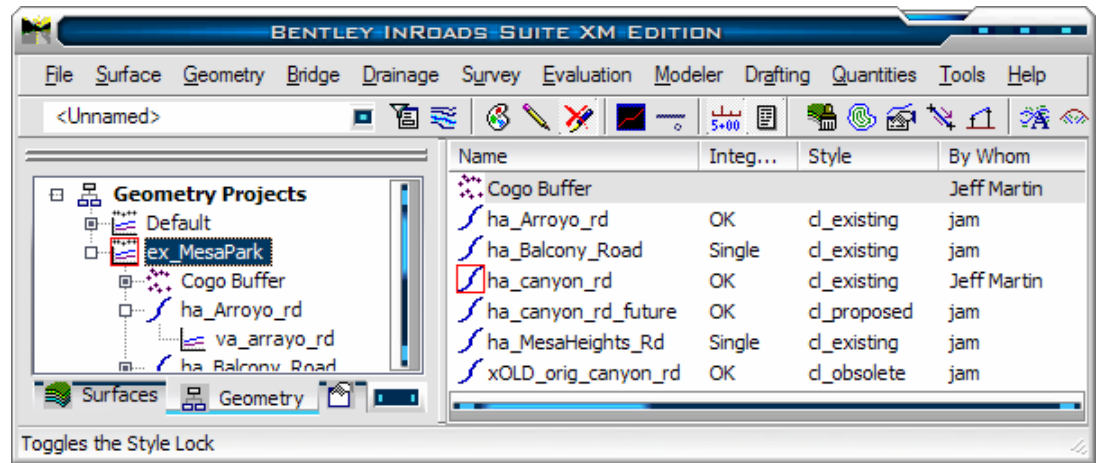 BENTLEY INROADS SUITE XM EDITION
File Surface Geometry Bridge Drainage Survey Evaluation Modeler Drafting Quantities Tools Help
<Unnamed>
5+00
A
Geometry Projects
Default
ex_MesaPark
Cogo Buffer
ha_Arroyo_rd
va_arrayo_rd
ha_Balcony_Road
Surfaces Geometry
Name Integ... Style By Whom
Cogo Buffer Jeff Martin
ha_Arroyo_rd OK cl_existing jam
ha_Balcony_Road Single cl_existing jam
ha_canyon_rd OK cl_existing Jeff Martin
ha_canyon_rd_future OK cl_proposed jam
ha_MesaHeights_Rd Single cl_existing jam
xOLD_orig_canyon_rd OK cl_obsolete jam
Toggles the Style Lock